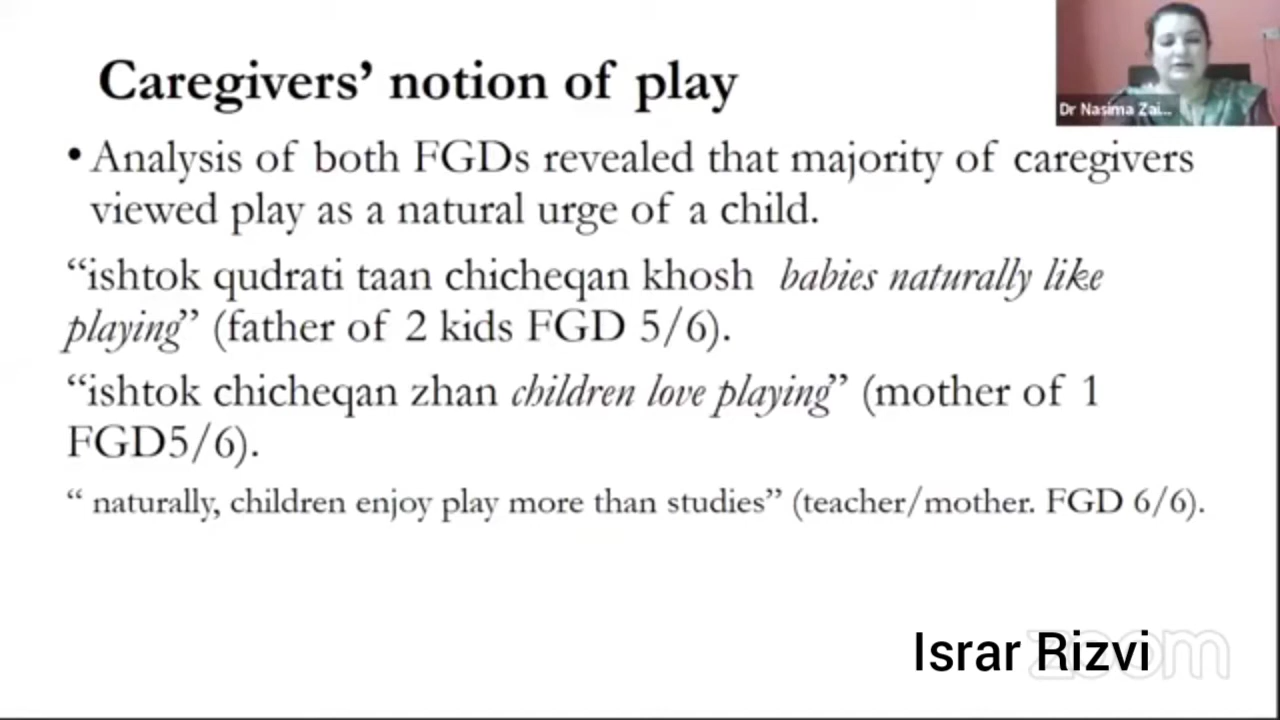 Caregivers’ notion of play
Dr Nasima Zai...
• Analysis of both FGDs revealed that majority of caregivers
viewed play as a natural urge of a child.
“ishtok qudrati taan chicheqan khosh babies naturally like
playing” (father of 2 kids FGD 5/6).
“ishtok chicheqan zhan children love playing” (mother of 1
FGD5/6).
“ naturally, children enjoy play more than studies” (teacher/mother. FGD 6/6).
Israr Rizvi
zoom